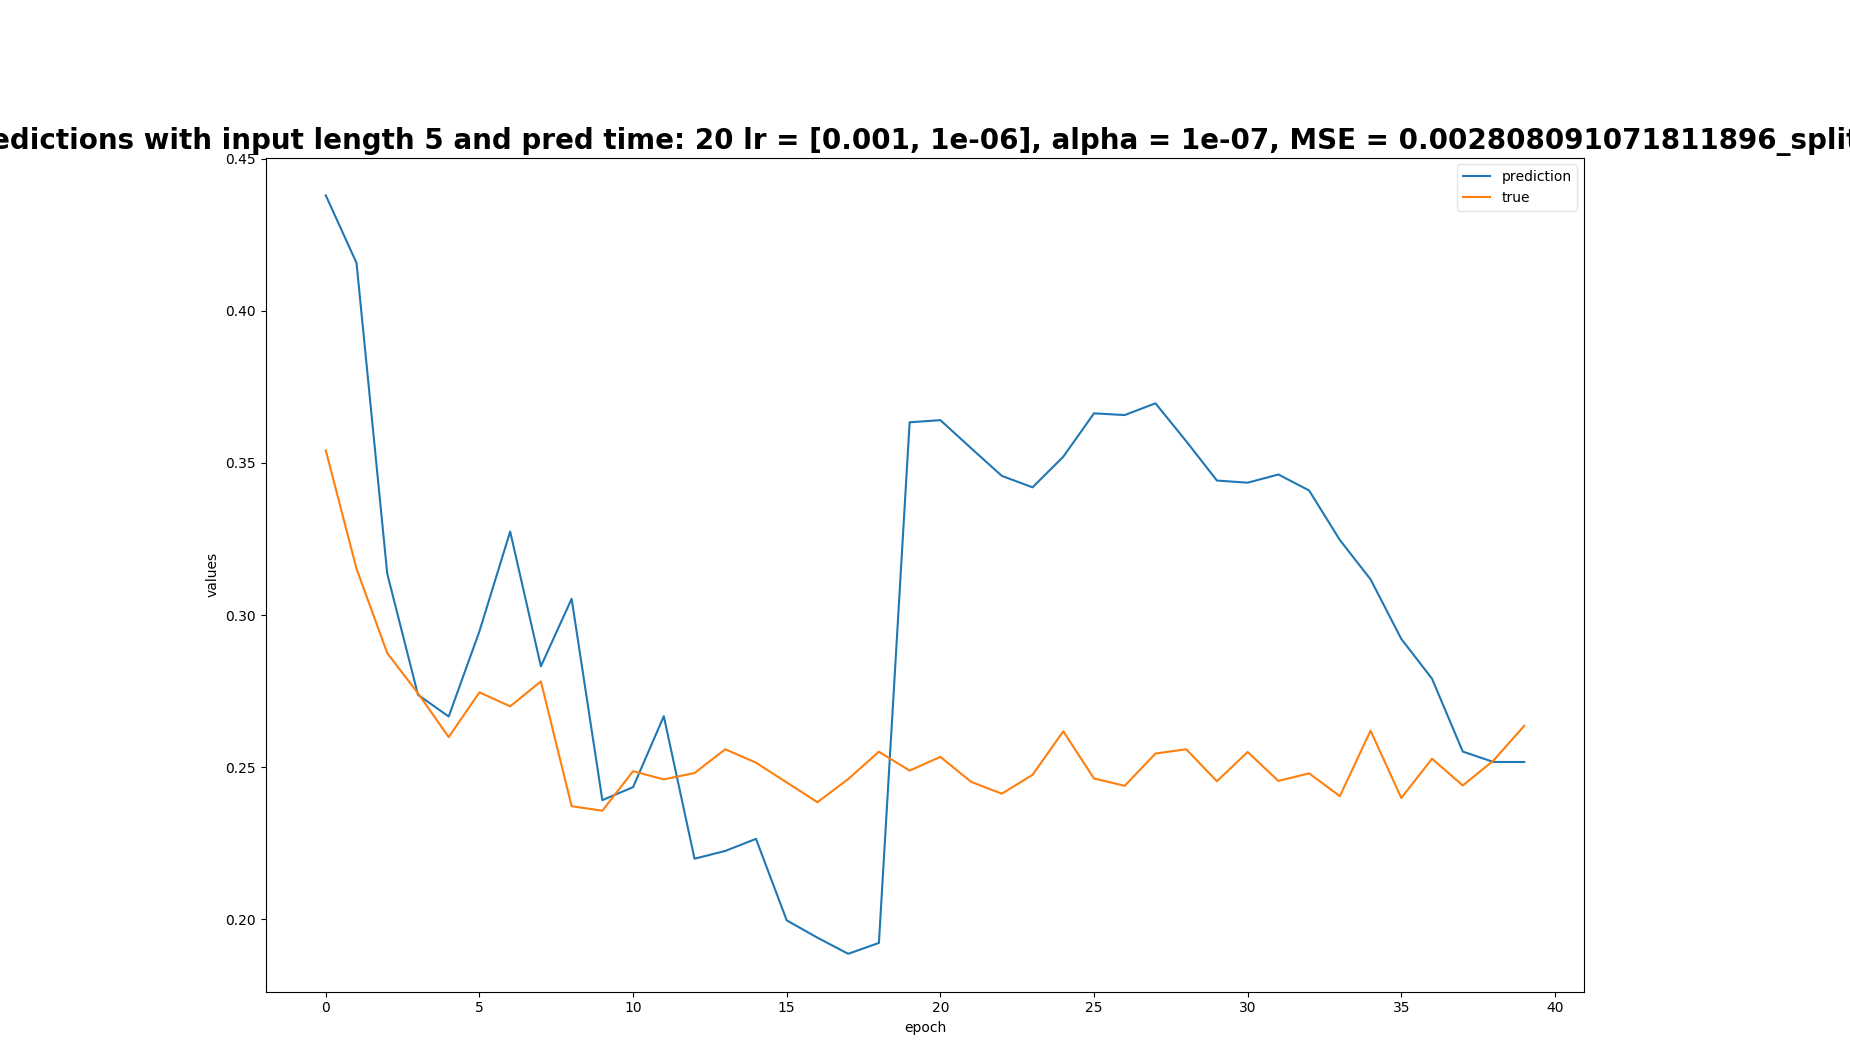 edictions with input length 5 and pred time: 20 lr = [0.001, 1e-06], alpha = 1e-07, MSE = 0.002808091071811896_split
prediction
true
0.45
0.40
0.35
0.30
0.25
0.20
values
0 5 10 15 20 25 30 35 40
epoch